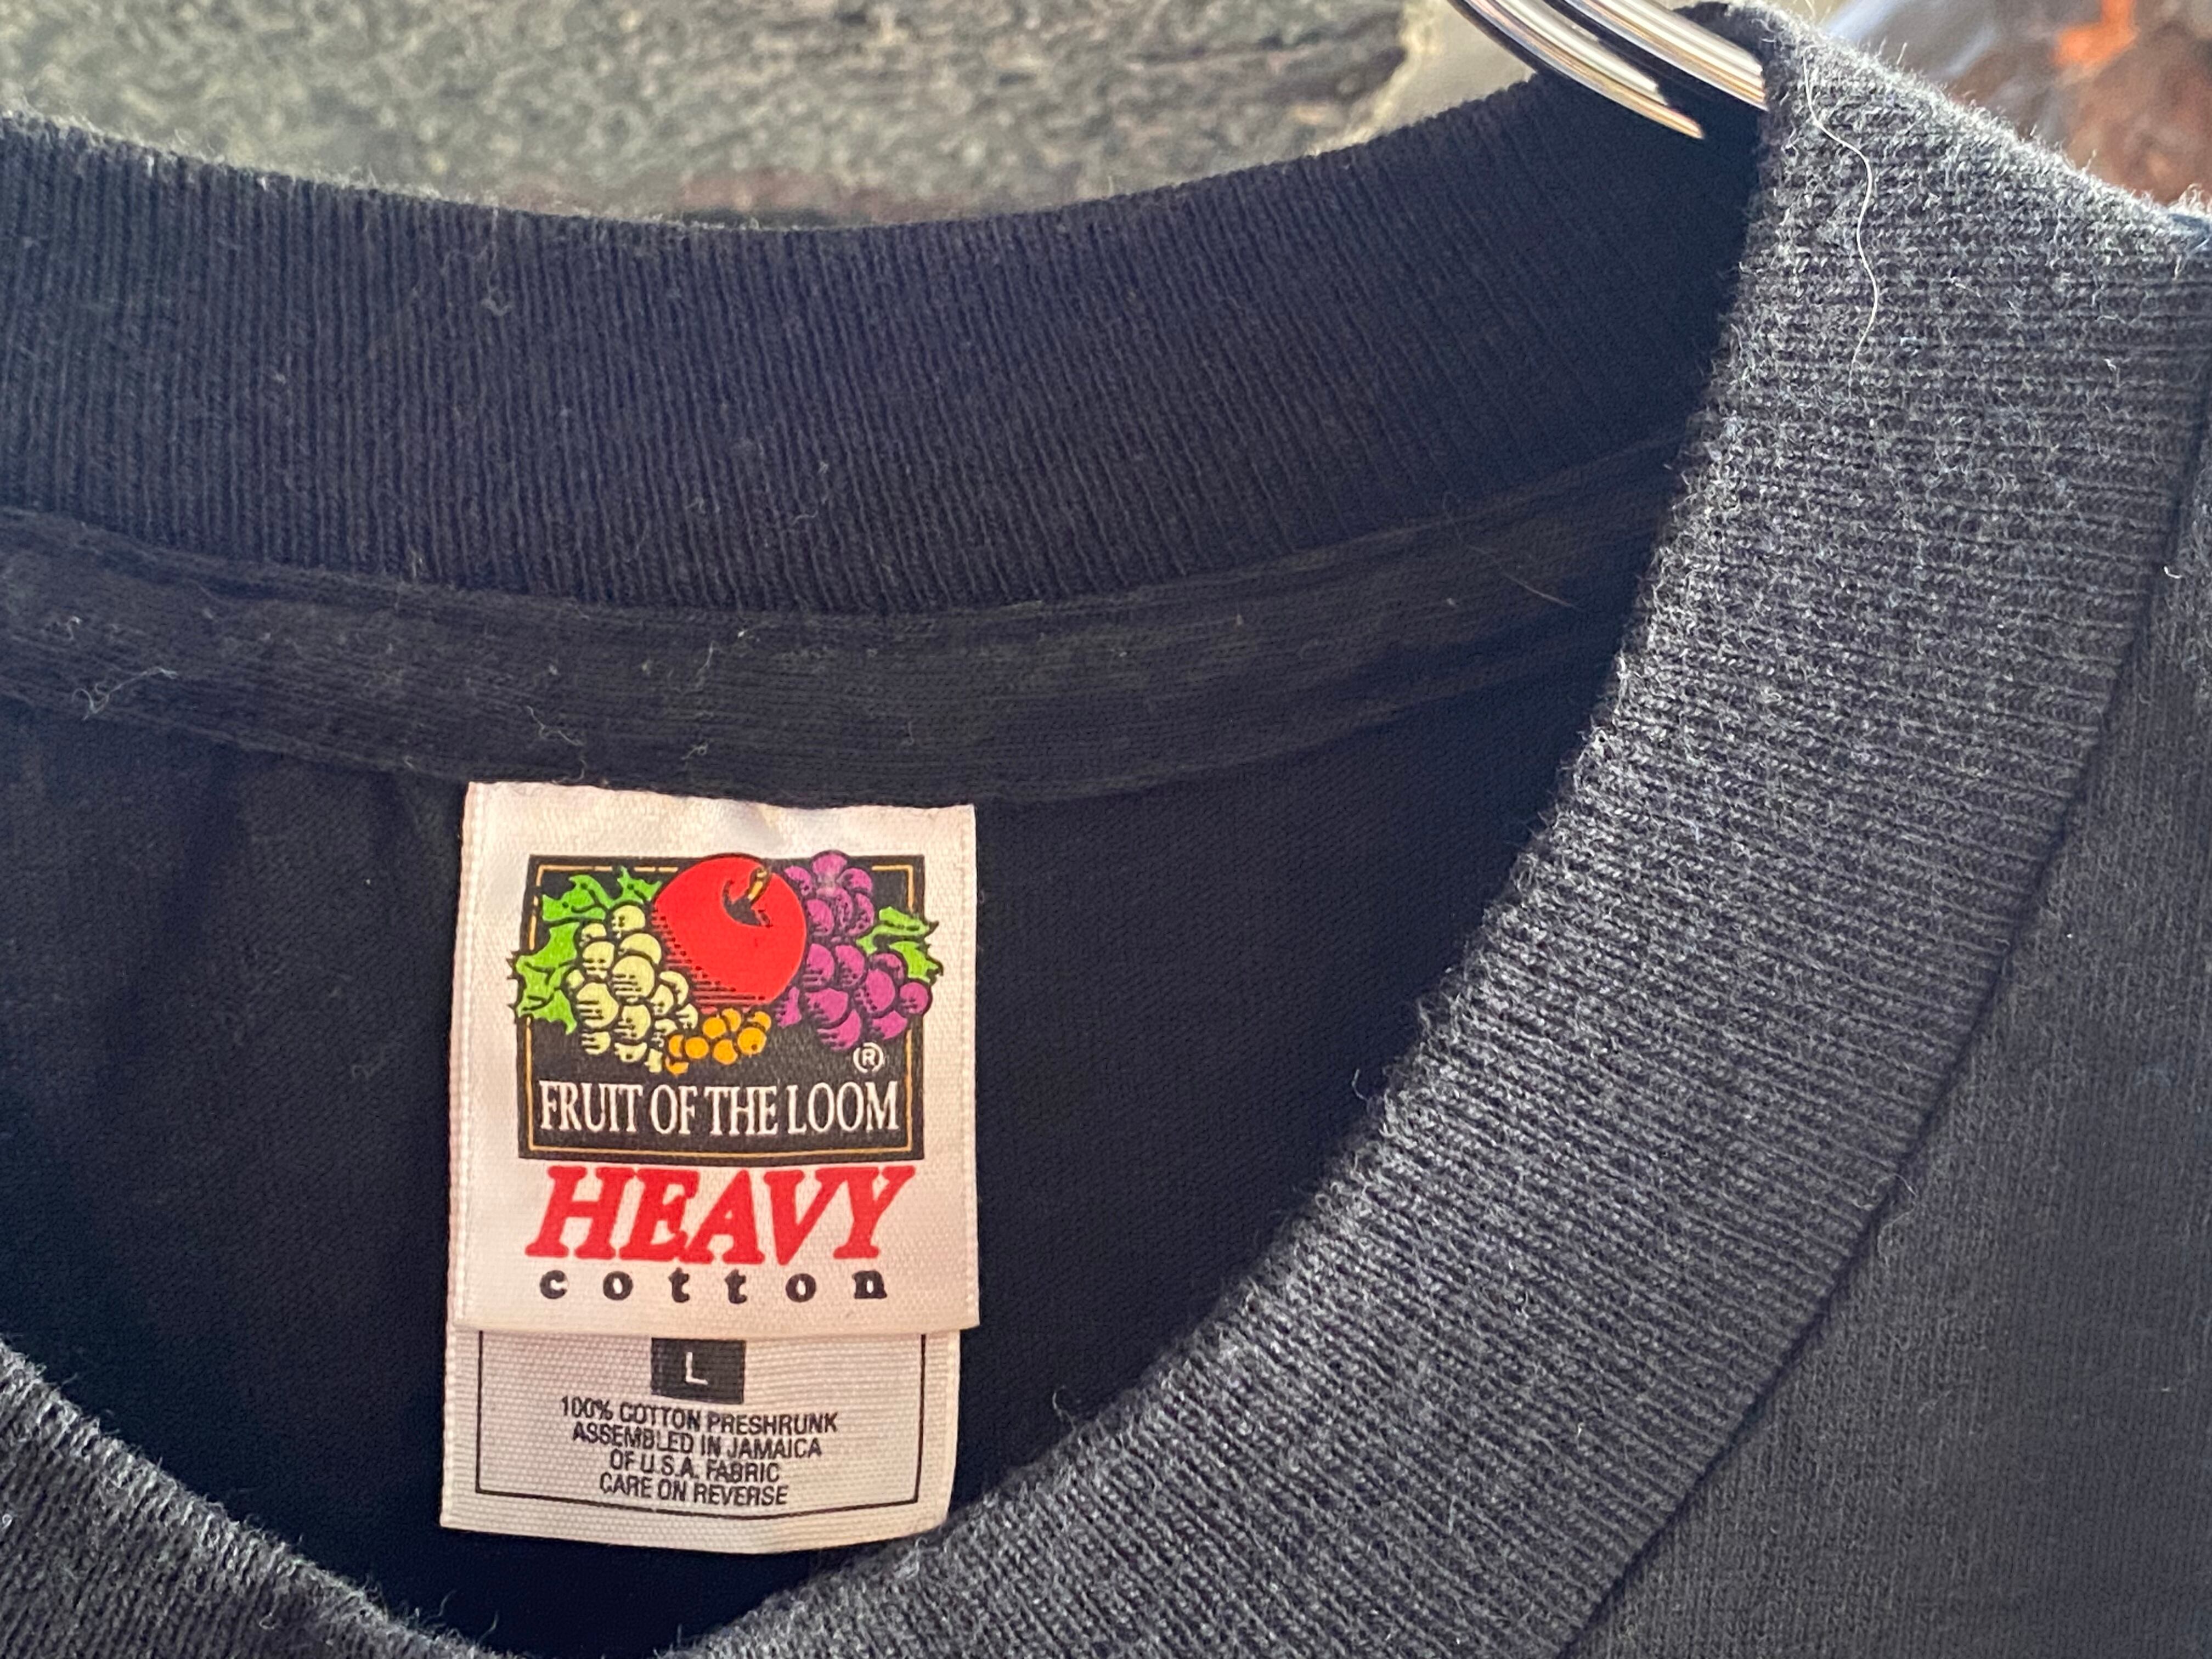 ®
FRUIT OF THE LOOM
HEAVY
cotton
L
100% COTTON PRESHRUNK
ASSEMBLED IN JAMAICA
OF U.S.A. FABRIC
CARE ON REVERSE